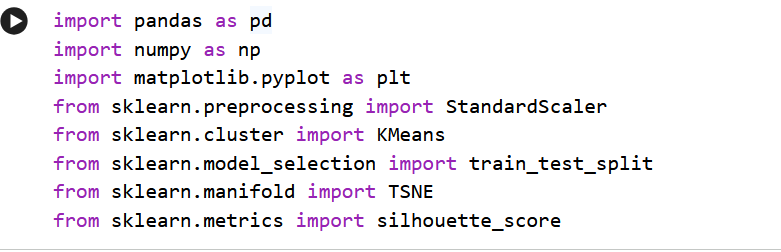 import pandas as pd
import numpy as np
import matplotlib.pyplot as plt
from sklearn.preprocessing import StandardScaler
from sklearn.cluster import KMeans
from sklearn.model_selection import train_test_split
from sklearn.manifold import TSNE
from sklearn.metrics import silhouette_score